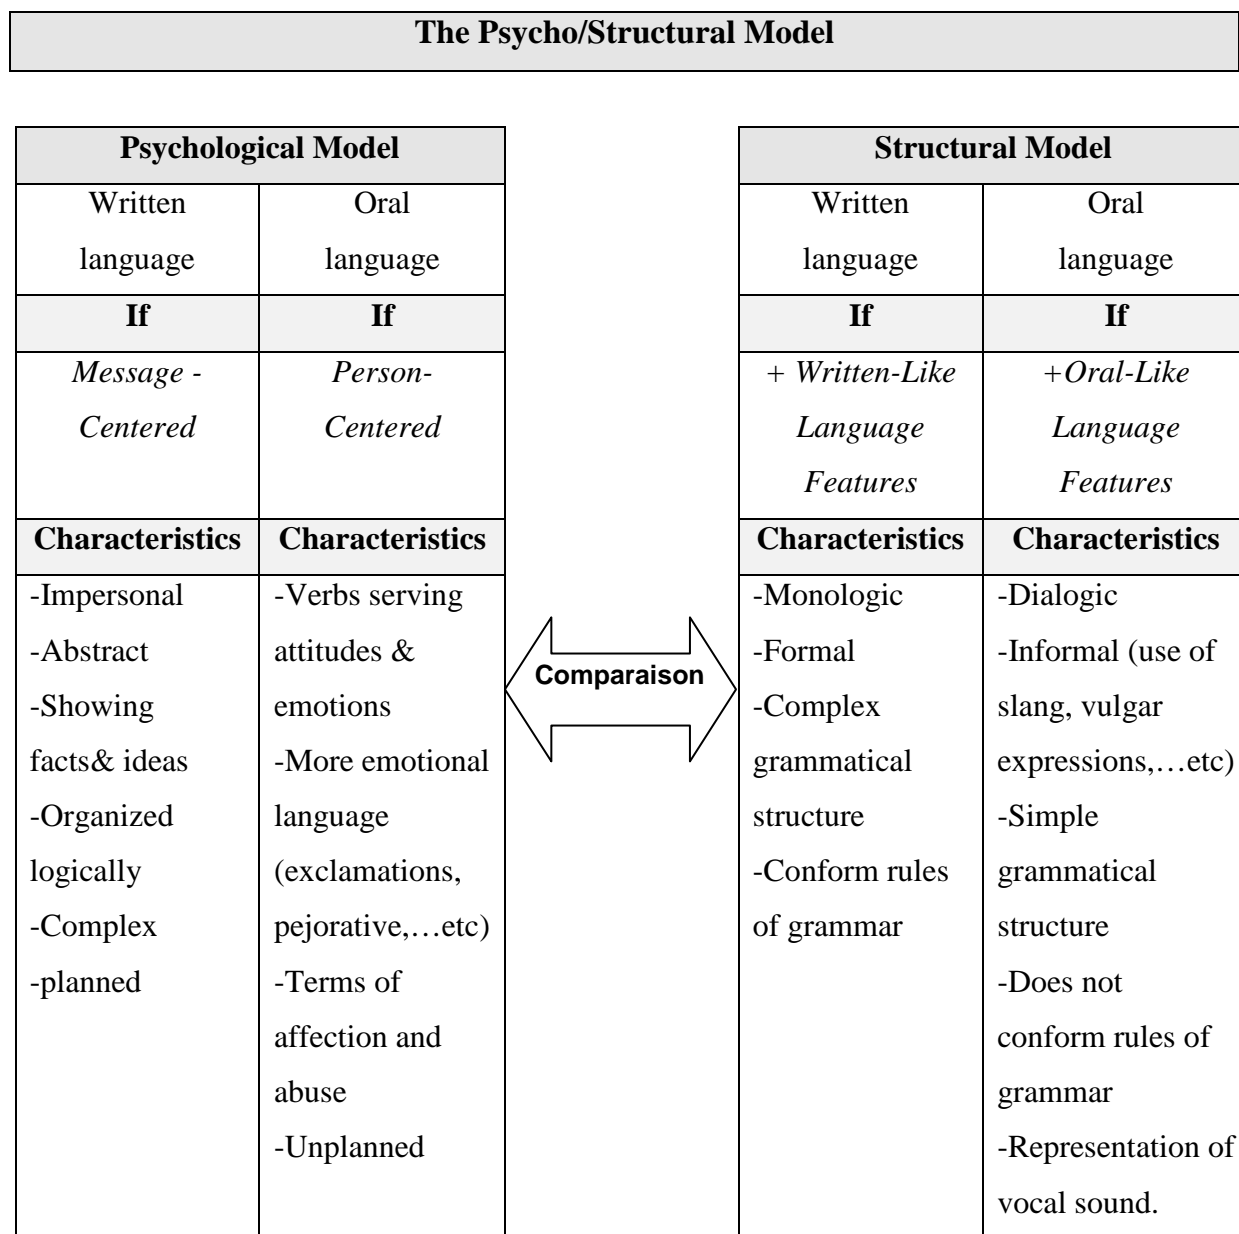 The Psycho/Structural Model
Psychological Model
Written
language
Oral
language
If
If
Message -
Centered
Person-
Centered
Characteristics
Characteristics
-Impersonal
-Abstract
-Showing
facts& ideas
-Organized
logically
-Complex
-planned
-Verbs serving
attitudes &
emotions
-More emotional
language
(exclamations,
pejorative,…etc)
-Terms of
affection and
abuse
-Unplanned
Comparaison
Structural Model
Written
language
Oral
language
If
If
+ Written-Like
Language
Features
+Oral-Like
Language
Features
Characteristics
Characteristics
-Monologic
-Formal
-Complex
grammatical
structure
-Conform rules
of grammar
-Dialogic
-Informal (use of
slang, vulgar
expressions,…etc)
-Simple
grammatical
structure
-Does not
conform rules of
grammar
-Representation of
vocal sound.